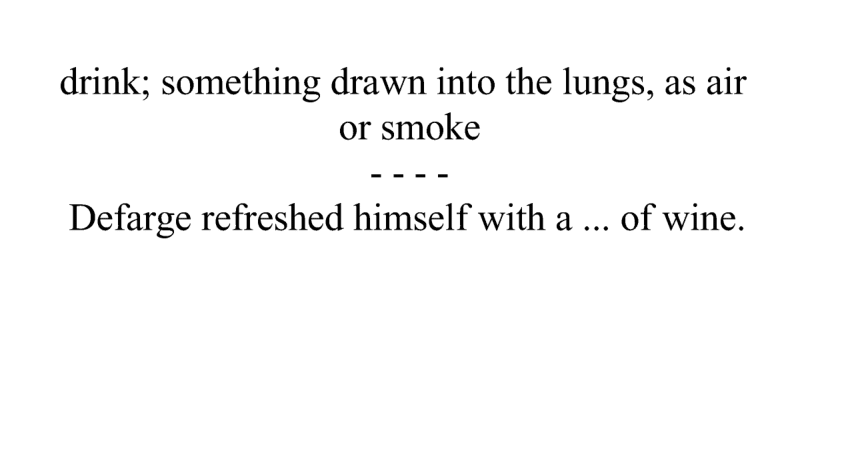 drink; something drawn into the lungs, as air
or smoke
- - - -
Defarge refreshed himself with a ... of wine.